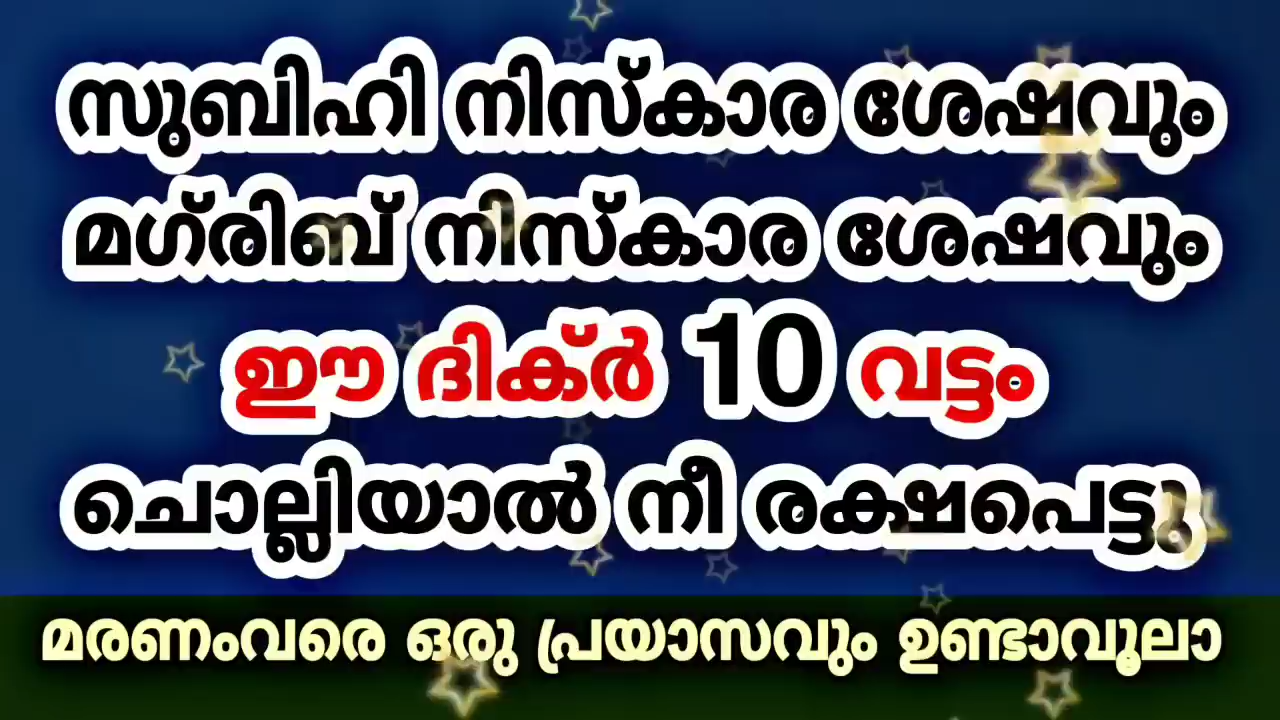 സുബിഹി നിസ്കാര ശേഷവും
മഗ്‌രിബ് നിസ്കാര ശേഷവും
ഈ ദിക്ർ 10 വട്ടം
ചൊല്ലിയാൽ നീ രക്ഷപെട്ടു
മരണംവരെ ഒരു പ്രയാസവും ഉണ്ടാവൂലാ